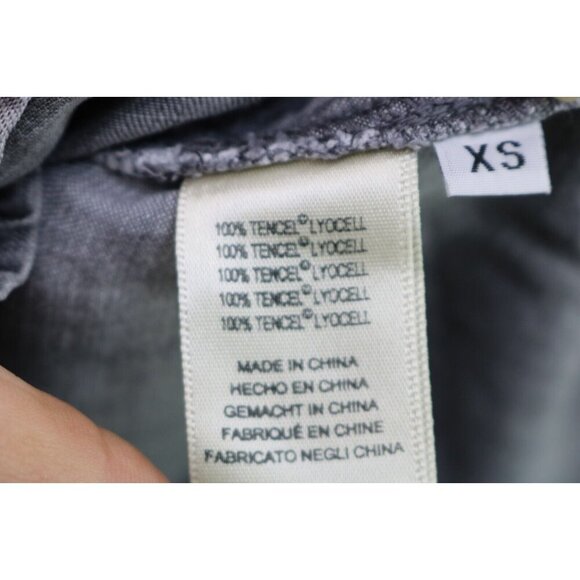 XS
100% TENCEL© LYOCELL
100% TENCEL© LYOCELL
100% TENCEL© LYOCELL
100% TENCEL© LYOCELL
100% TENCEL© LYOCELL
MADE IN CHINA
HECHO EN CHINA
GEMACHT IN CHINA
FABRIQUÉ EN CHINE
FABRICATO NEGLI CHINA